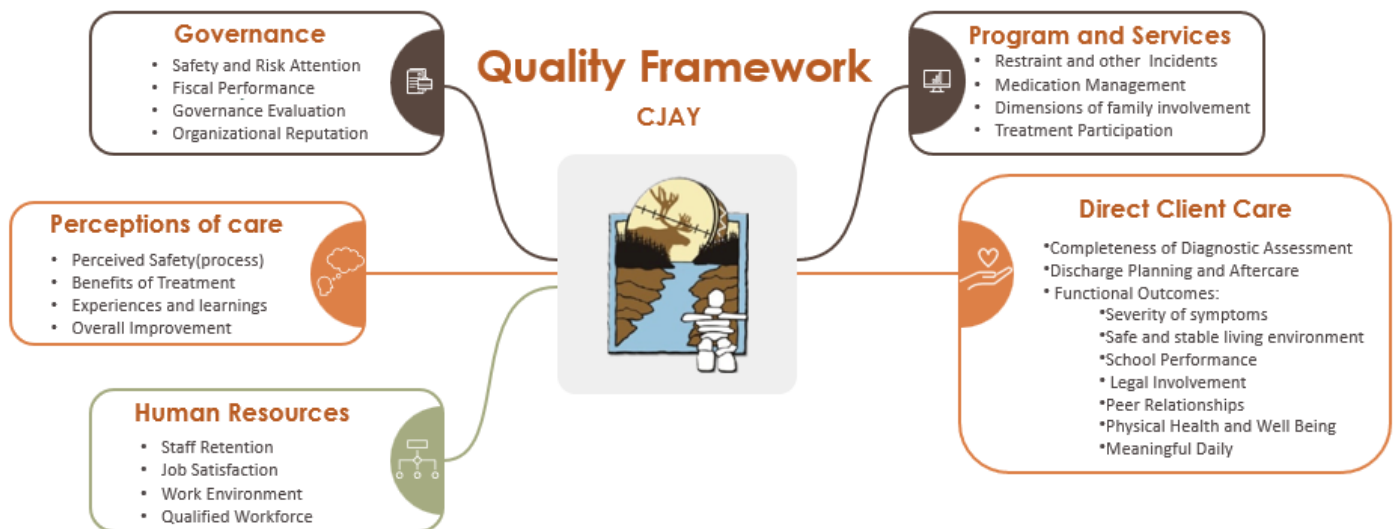 Quality Framework
CJAY
Governance
• Safety and Risk Attention
• Fiscal Performance
• Governance Evaluation
• Organizational Reputation
Perceptions of care
• Perceived Safety(process)
• Benefits of Treatment
• Experiences and learnings
• Overall Improvement
Human Resources
• Staff Retention
• Job Satisfaction
• Work Environment
• Qualified Workforce
Program and Services
• Restraint and other Incidents
• Medication Management
• Dimensions of family involvement
• Treatment Participation
Direct Client Care
•Completeness of Diagnostic Assessment
•Discharge Planning and Aftercare
• Functional Outcomes:
•Severity of symptoms
•Safe and stable living environment
•School Performance
• Legal Involvement
•Peer Relationships
•Physical Health and Well Being
•Meaningful Daily